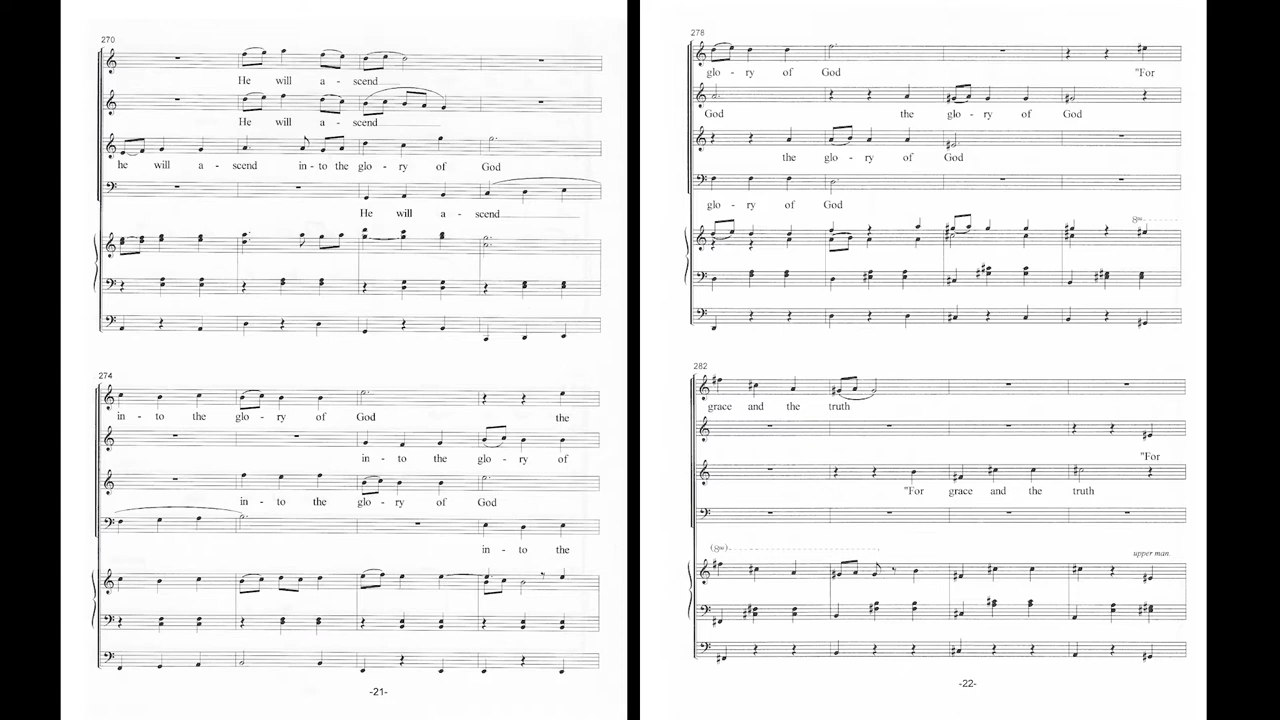 270
He will a - scend
He will a - scend
he will a - scend in - to the glo - ry of God
He will a - scend
274
in - to the glo - ry of God the
in - to the glo - ry of
in - to the glo - ry of God
in - to the
-21-
278
glo - ry of God "For
God the glo - ry of God
the glo - ry of God
glo - ry of God
8va
282
grace and the truth
"For
"For grace and the truth
(8va)
upper man.
-22-